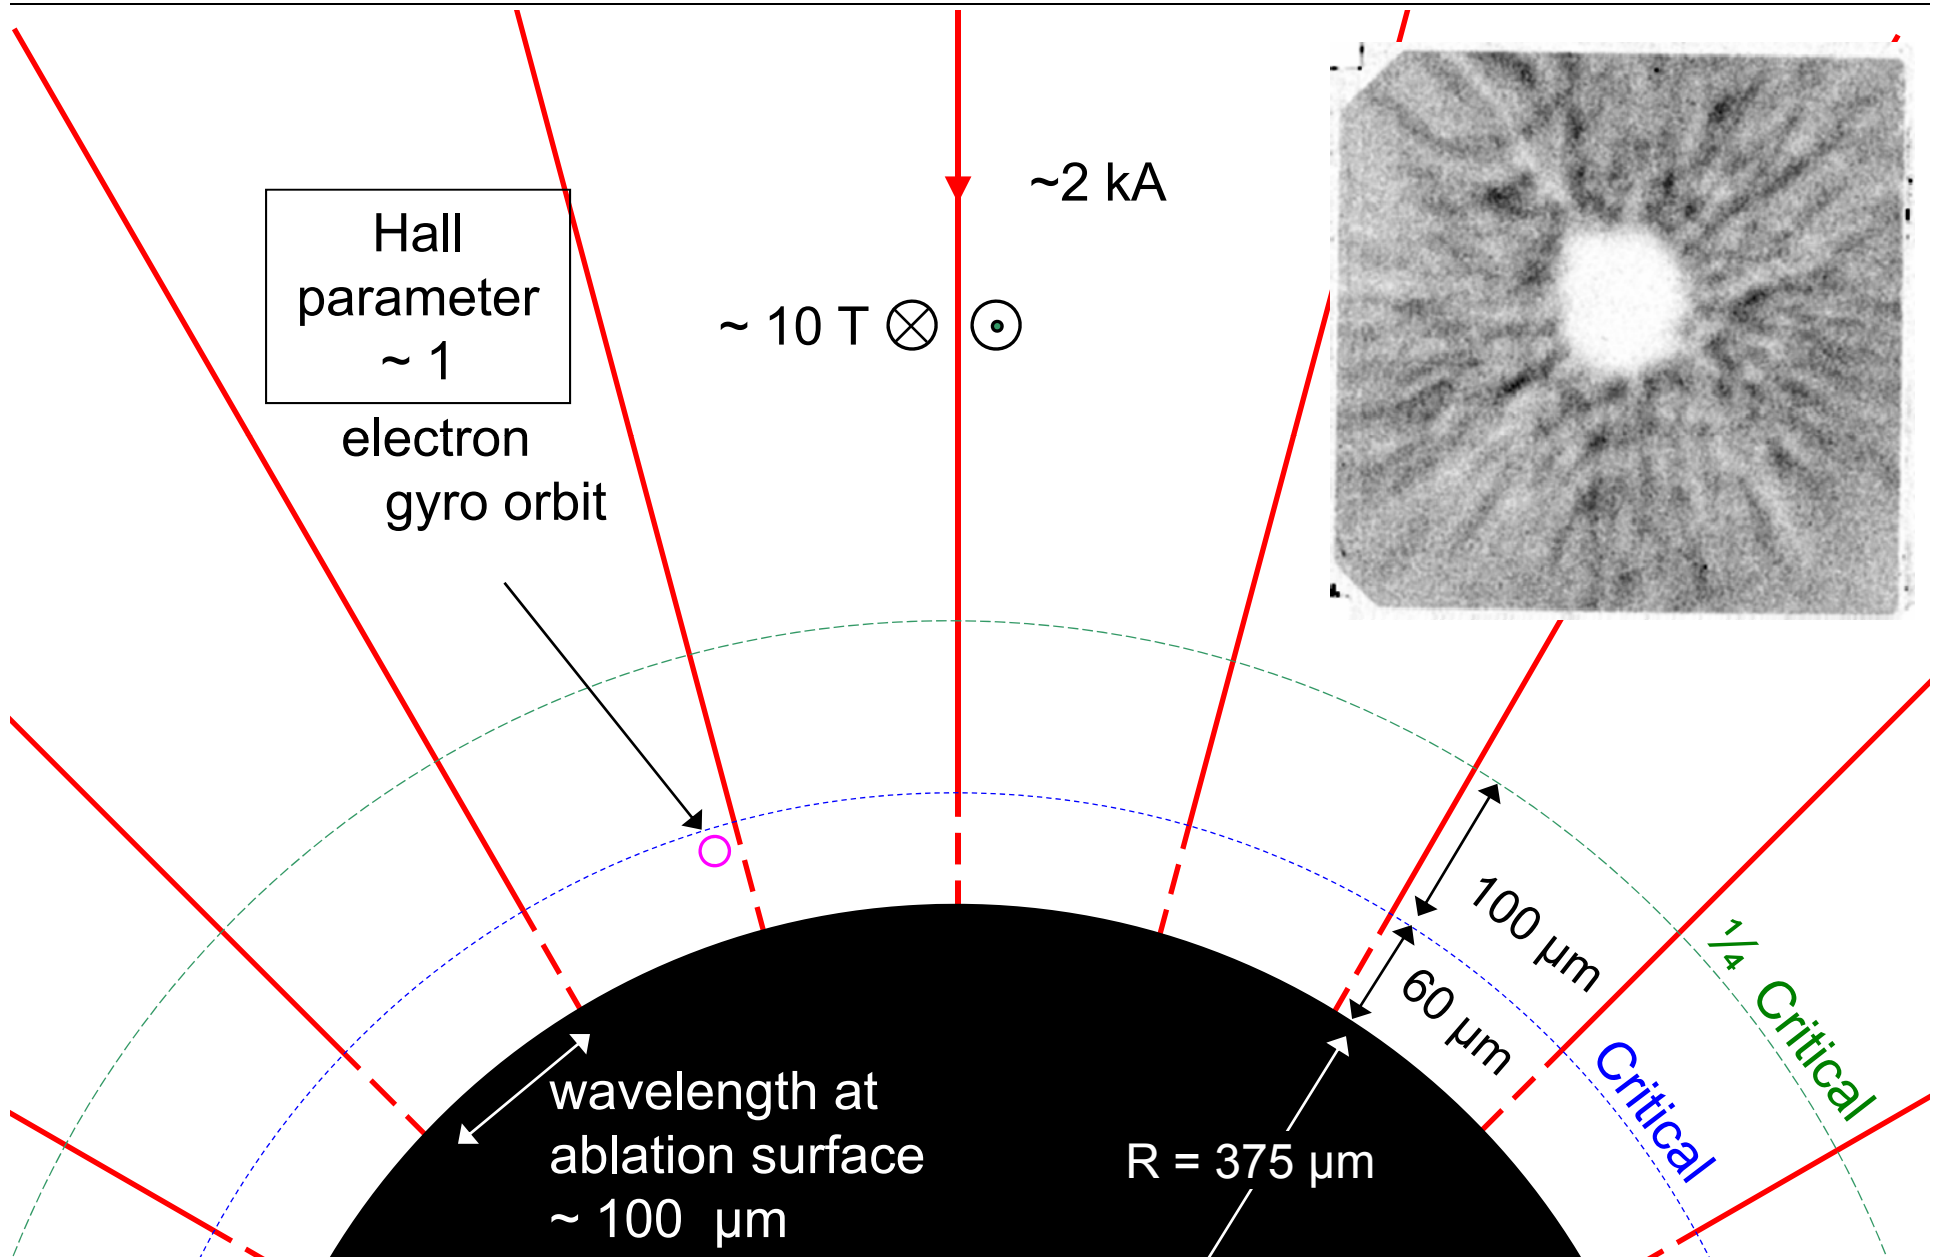 ~2 kA
Hall
parameter
~ 1
~ 10 T
electron
gyro orbit
100 µm
60 µm
¼ Critical
Critical
wavelength at
ablation surface
~ 100 µm
R = 375 µm